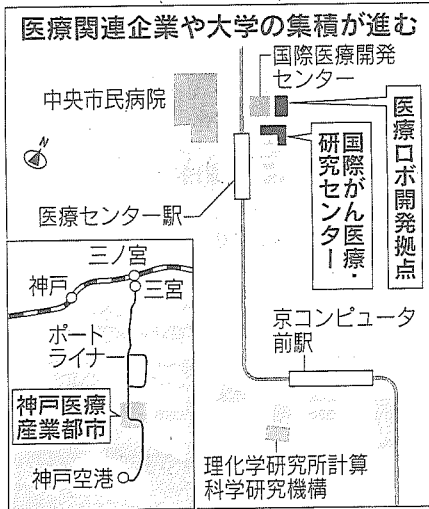 医療関連企業や大学の集積が進む
国際医療開発
センター
中央市民病院
医療ロボ開発拠点
国際がん医療・
研究センター
N
医療センター駅
三ノ宮
神戸
三宮
ポート
ライナー
京コンピュータ
前駅
神戸医療
産業都市
神戸空港
理化学研究所計算
科学研究機構